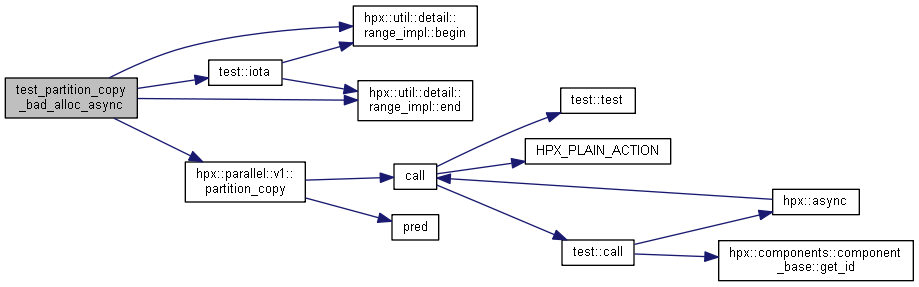 test_partition_copy
_bad_alloc_async
hpx::util::detail::
range_impl::begin
test::iota
hpx::util::detail::
range_impl::end
hpx::parallel::v1::
partition_copy
call
pred
test::test
HPX_PLAIN_ACTION
test::call
hpx::async
hpx::components::component
_base::get_id